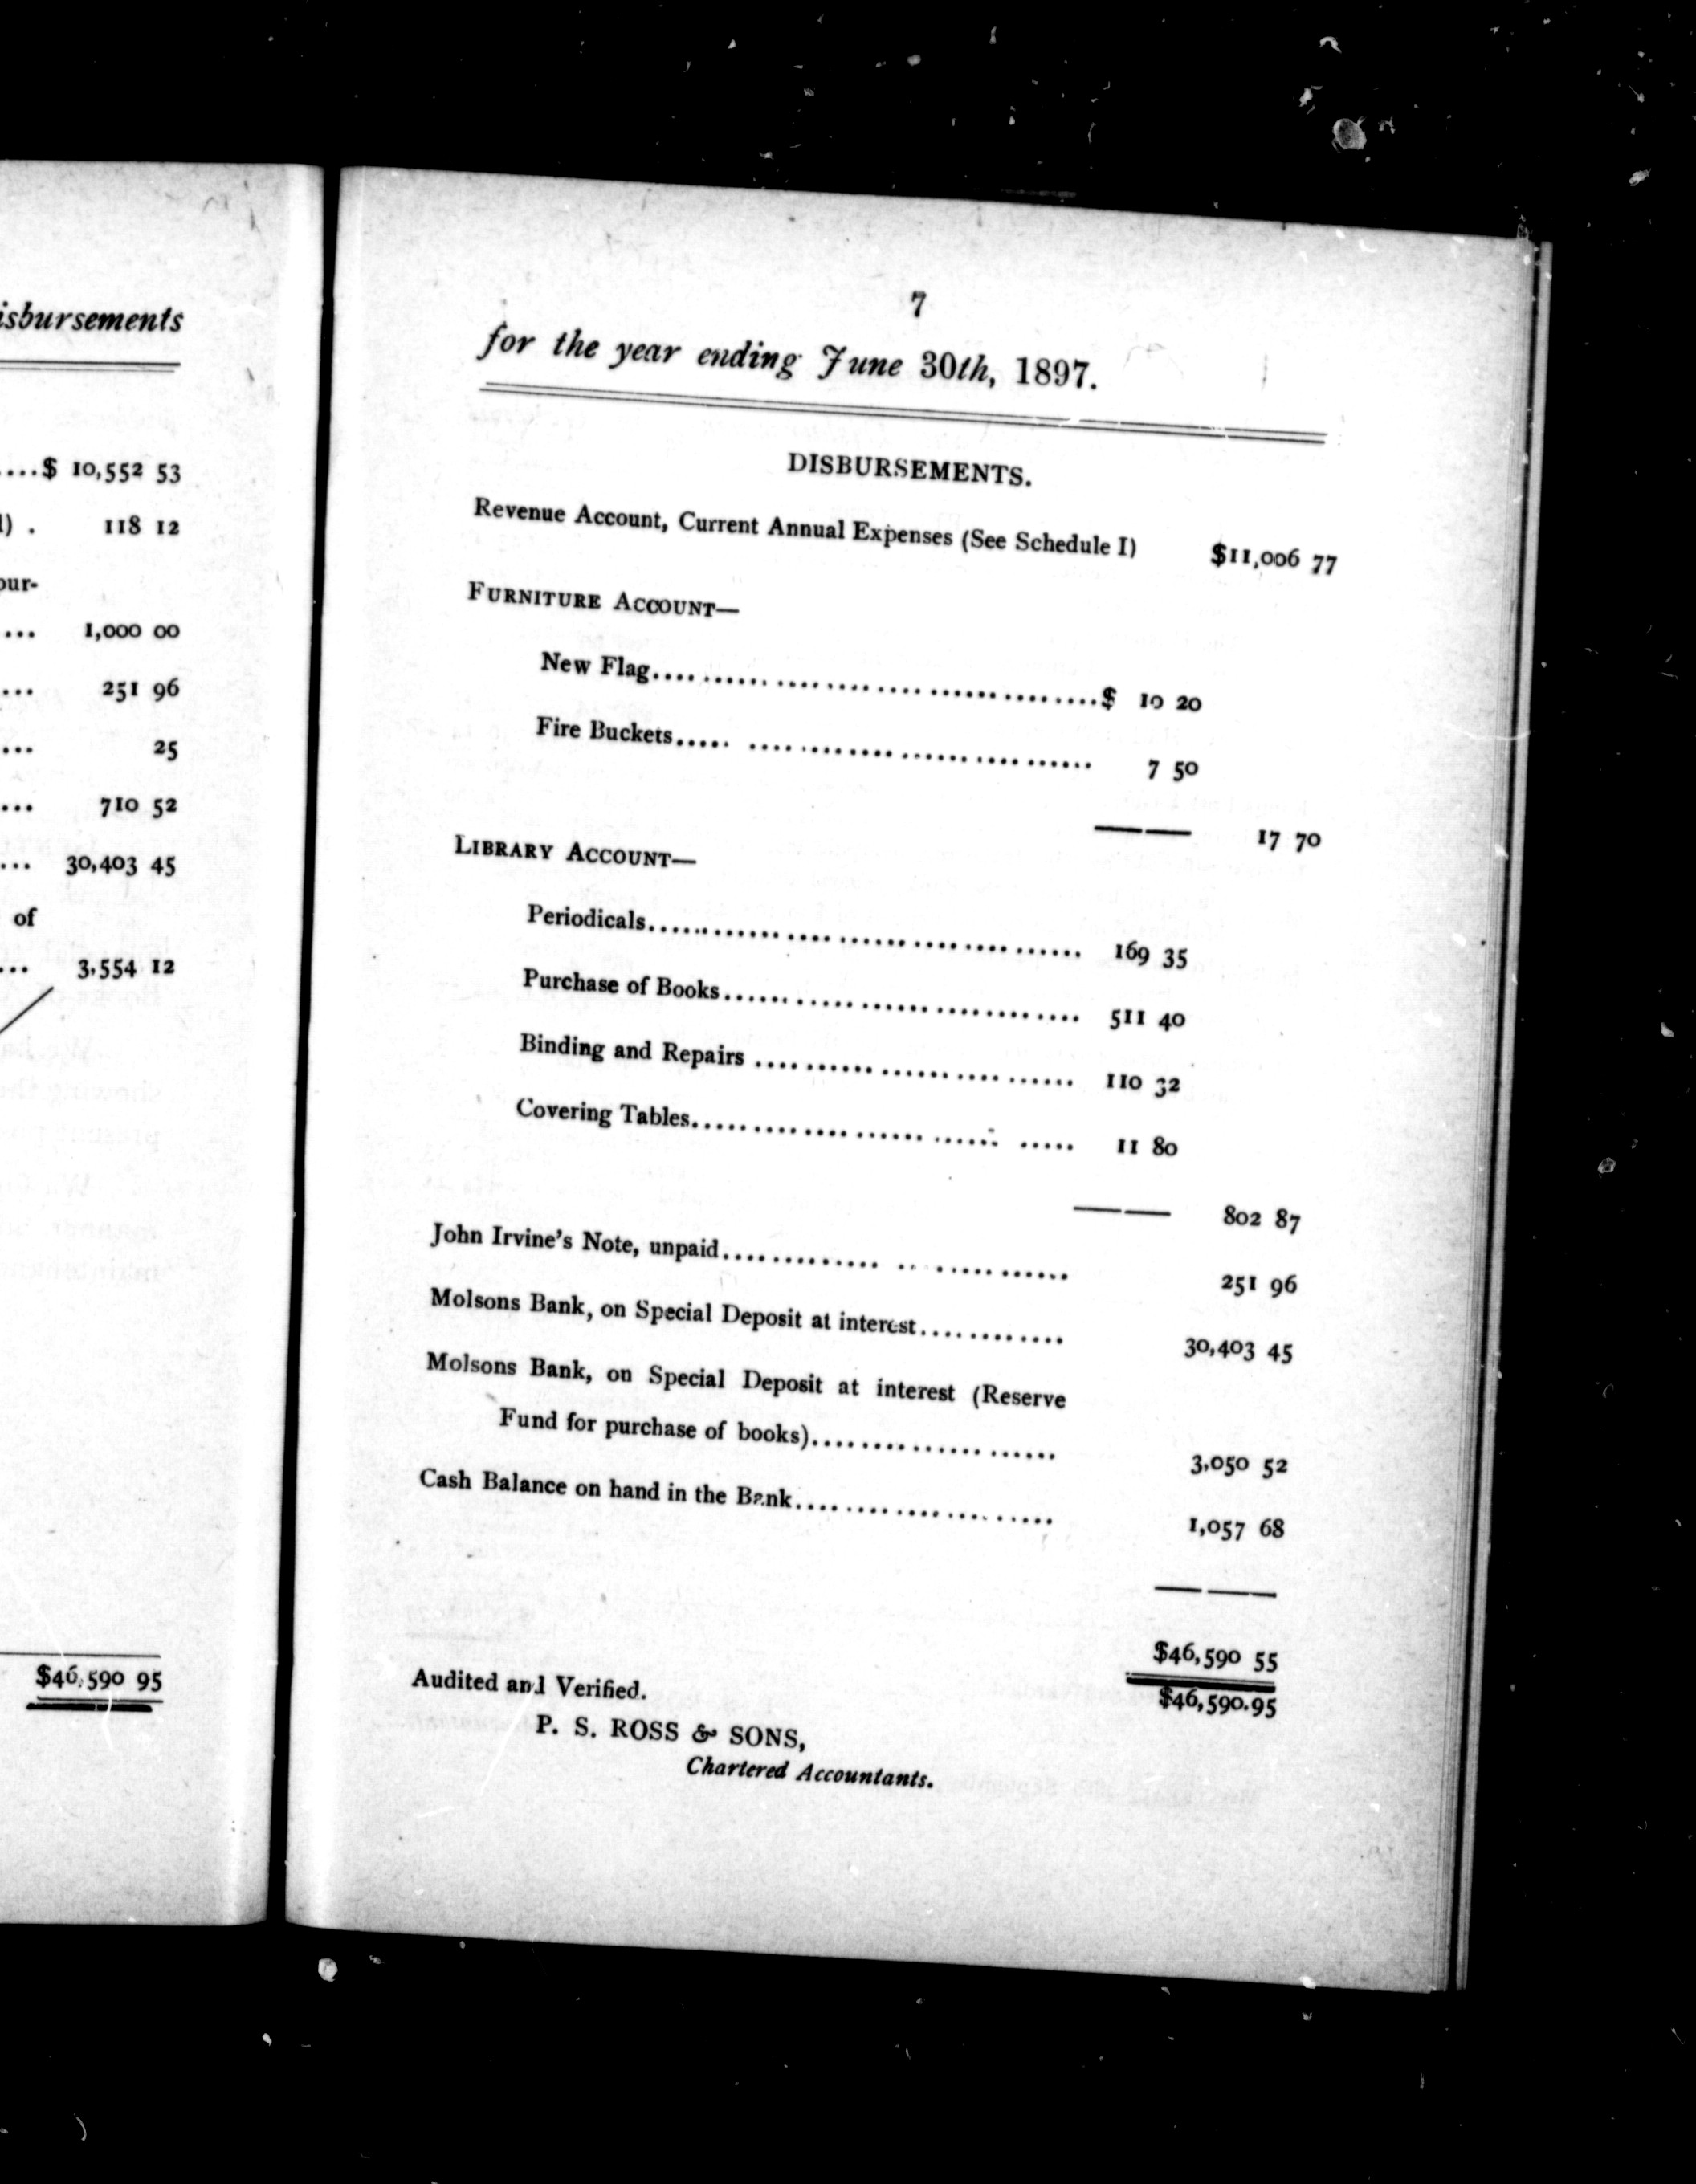 isbursements
....$ 10,552 53
l) . 118 12
our-
... 1,000 00
... 251 96
... 25
... 710 52
... 30,403 45
of
... 3,554 12
$46,590 95
7
for the year ending June 30th, 1897.
DISBURSEMENTS.
Revenue Account, Current Annual Expenses (See Schedule I) $11,006 77
FURNITURE ACCOUNT—
New Flag....................................$ 10 20
Fire Buckets................................ 7 50
17 70
LIBRARY ACCOUNT—
Periodicals.................................. 169 35
Purchase of Books............................ 511 40
Binding and Repairs ......................... 110 32
Covering Tables.............................. 11 80
802 87
John Irvine's Note, unpaid........................... 251 96
Molsons Bank, on Special Deposit at interest............ 30,403 45
Molsons Bank, on Special Deposit at interest (Reserve
Fund for purchase of books).................... 3,050 52
Cash Balance on hand in the Bank..................... 1,057 68
$46,590 55
$46,590.95
Audited and Verified.
P. S. ROSS & SONS,
Chartered Accountants.